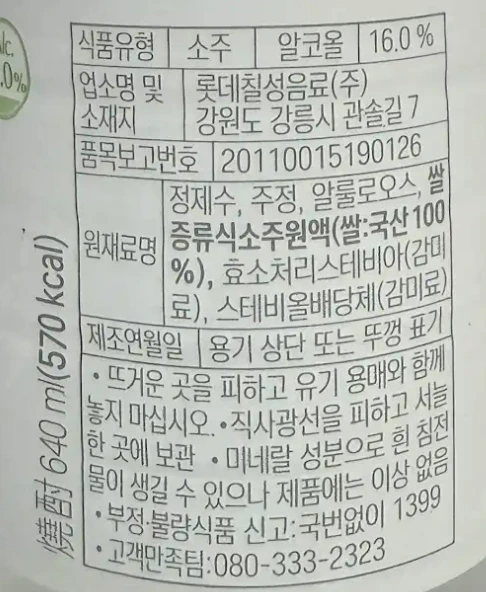 lc.
.0%
식품유형 소주 알코올 16.0 %
업소명 및 롯데칠성음료(주)
소재지 강원도 강릉시 관솔길 7
품목보고번호 20110015190126
정제수, 주정, 알룰로오스, 쌀
증류식소주원액(쌀:국산 100
원재료명 %), 효소처리스테비아(감미
료), 스테비올배당체(감미료)
제조연월일 용기 상단 또는 뚜껑 표기
• 뜨거운 곳을 피하고 유기 용매와 함께
놓지 마십시오. • 직사광선을 피하고 서늘
한 곳에 보관 • 미네랄 성분으로 흰 침전
물이 생길 수 있으나 제품에는 이상 없음
• 부정·불량식품 신고:국번없이 1399
• 고객만족팀:080-333-2323
燒酎 640 ml(570 kcal)